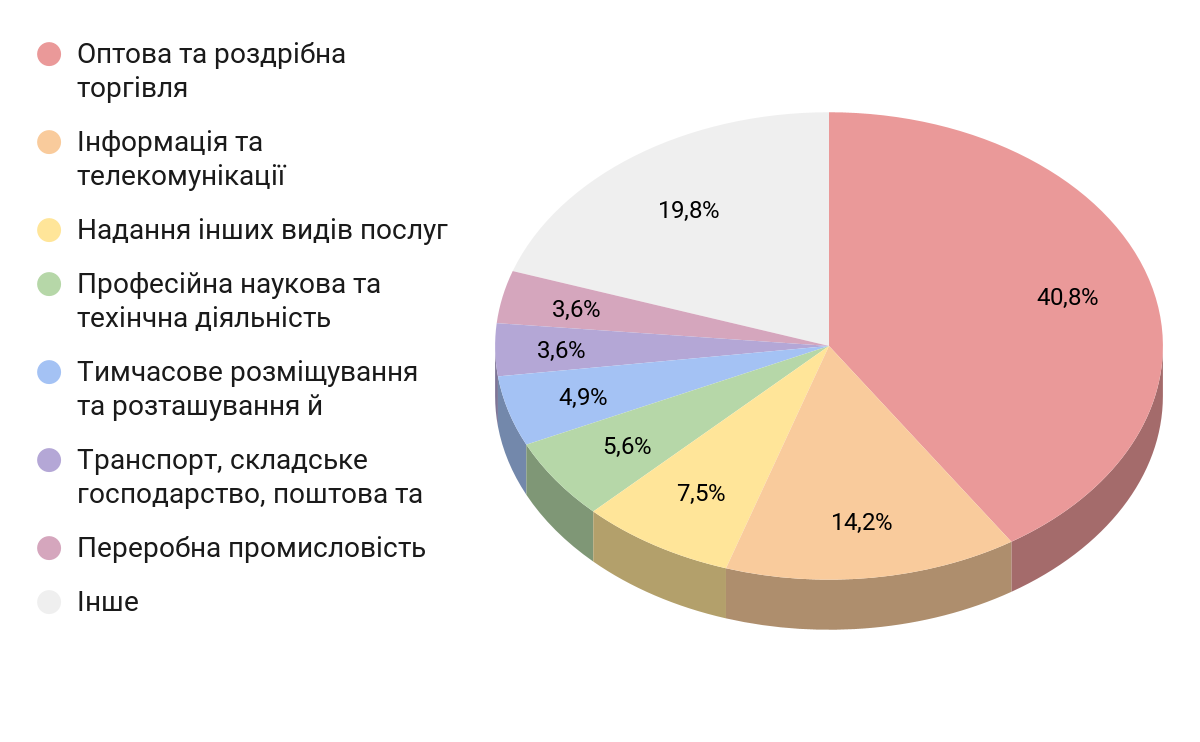 Оптова та роздрібна
торгівля
Інформація та
телекомунікації
Надання інших видів послуг
Професійна наукова та
техінчна діяльність
Тимчасове розміщування
та розташування й
Транспорт, складське
господарство, поштова та
Переробна промисловість
Інше
19,8%
40,8%
3,6%
3,6%
4,9%
5,6%
7,5%
14,2%